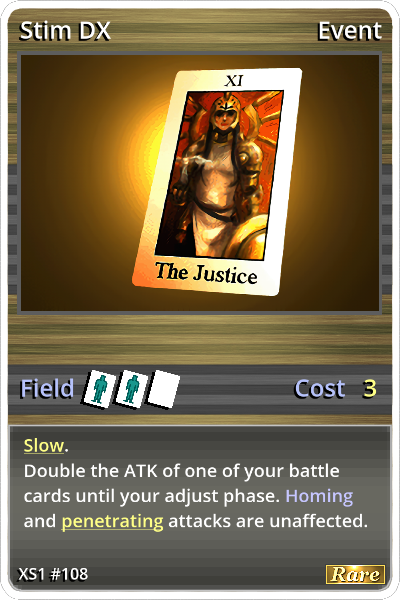 Stim DX
Event
XI
The Justice
Field
Cost 3
Slow.
Double the ATK of one of your battle
cards until your adjust phase. Homing
and penetrating attacks are unaffected.
XS1 #108
Rare